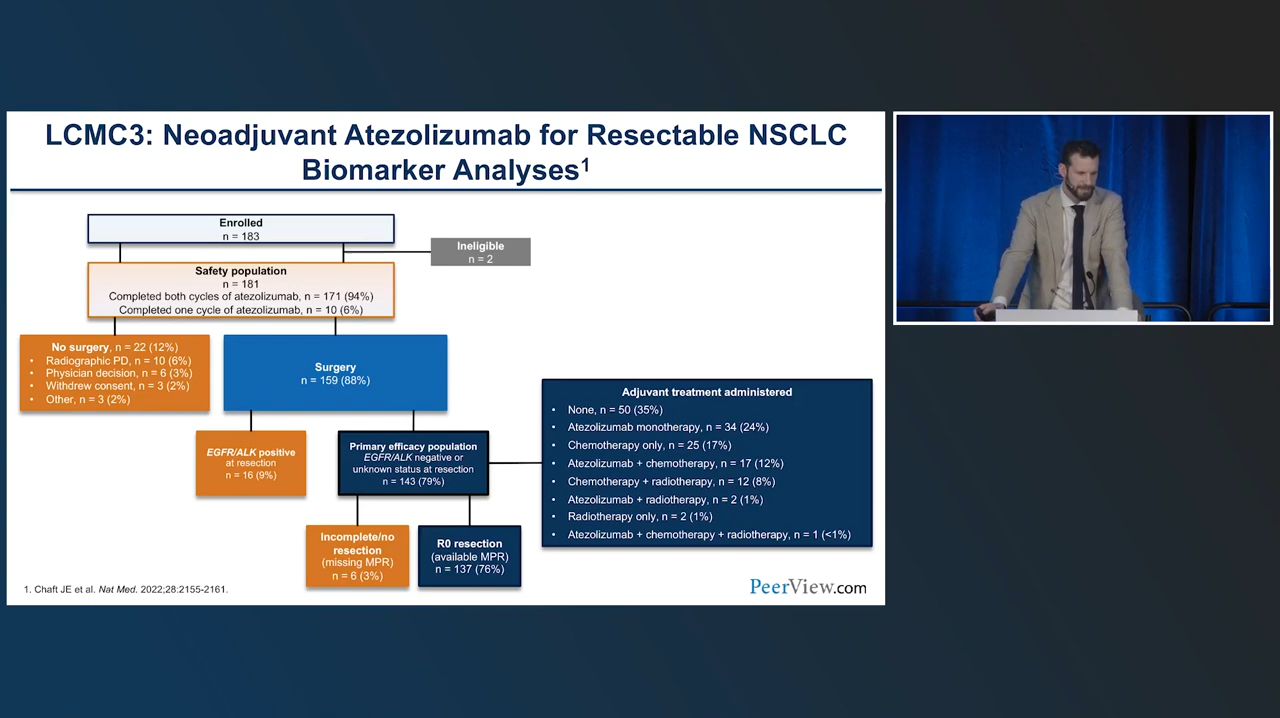 LCMC3: Neoadjuvant Atezolizumab for Resectable NSCLC
Biomarker Analyses1
Enrolled
n = 183
Ineligible
n = 2
Safety population
n = 181
Completed both cycles of atezolizumab, n = 171 (94%)
Completed one cycle of atezolizumab, n = 10 (6%)
No surgery, n = 22 (12%)
• Radiographic PD, n = 10 (6%)
• Physician decision, n = 6 (3%)
• Withdrew consent, n = 3 (2%)
• Other, n = 3 (2%)
Surgery
n = 159 (88%)
EGFR/ALK positive
at resection
n = 16 (9%)
Primary efficacy population
EGFR/ALK negative or
unknown status at resection
n = 143 (79%)
Adjuvant treatment administered
• None, n = 50 (35%)
• Atezolizumab monotherapy, n = 34 (24%)
• Chemotherapy only, n = 25 (17%)
• Atezolizumab + chemotherapy, n = 17 (12%)
• Chemotherapy + radiotherapy, n = 12 (8%)
• Atezolizumab + radiotherapy, n = 2 (1%)
• Radiotherapy only, n = 2 (1%)
• Atezolizumab + chemotherapy + radiotherapy, n = 1 (<1%)
Incomplete/no
resection
(missing MPR)
n = 6 (3%)
R0 resection
(available MPR)
n = 137 (76%)
1. Chaft JE et al. Nat Med. 2022;28:2155-2161.
PeerView.com